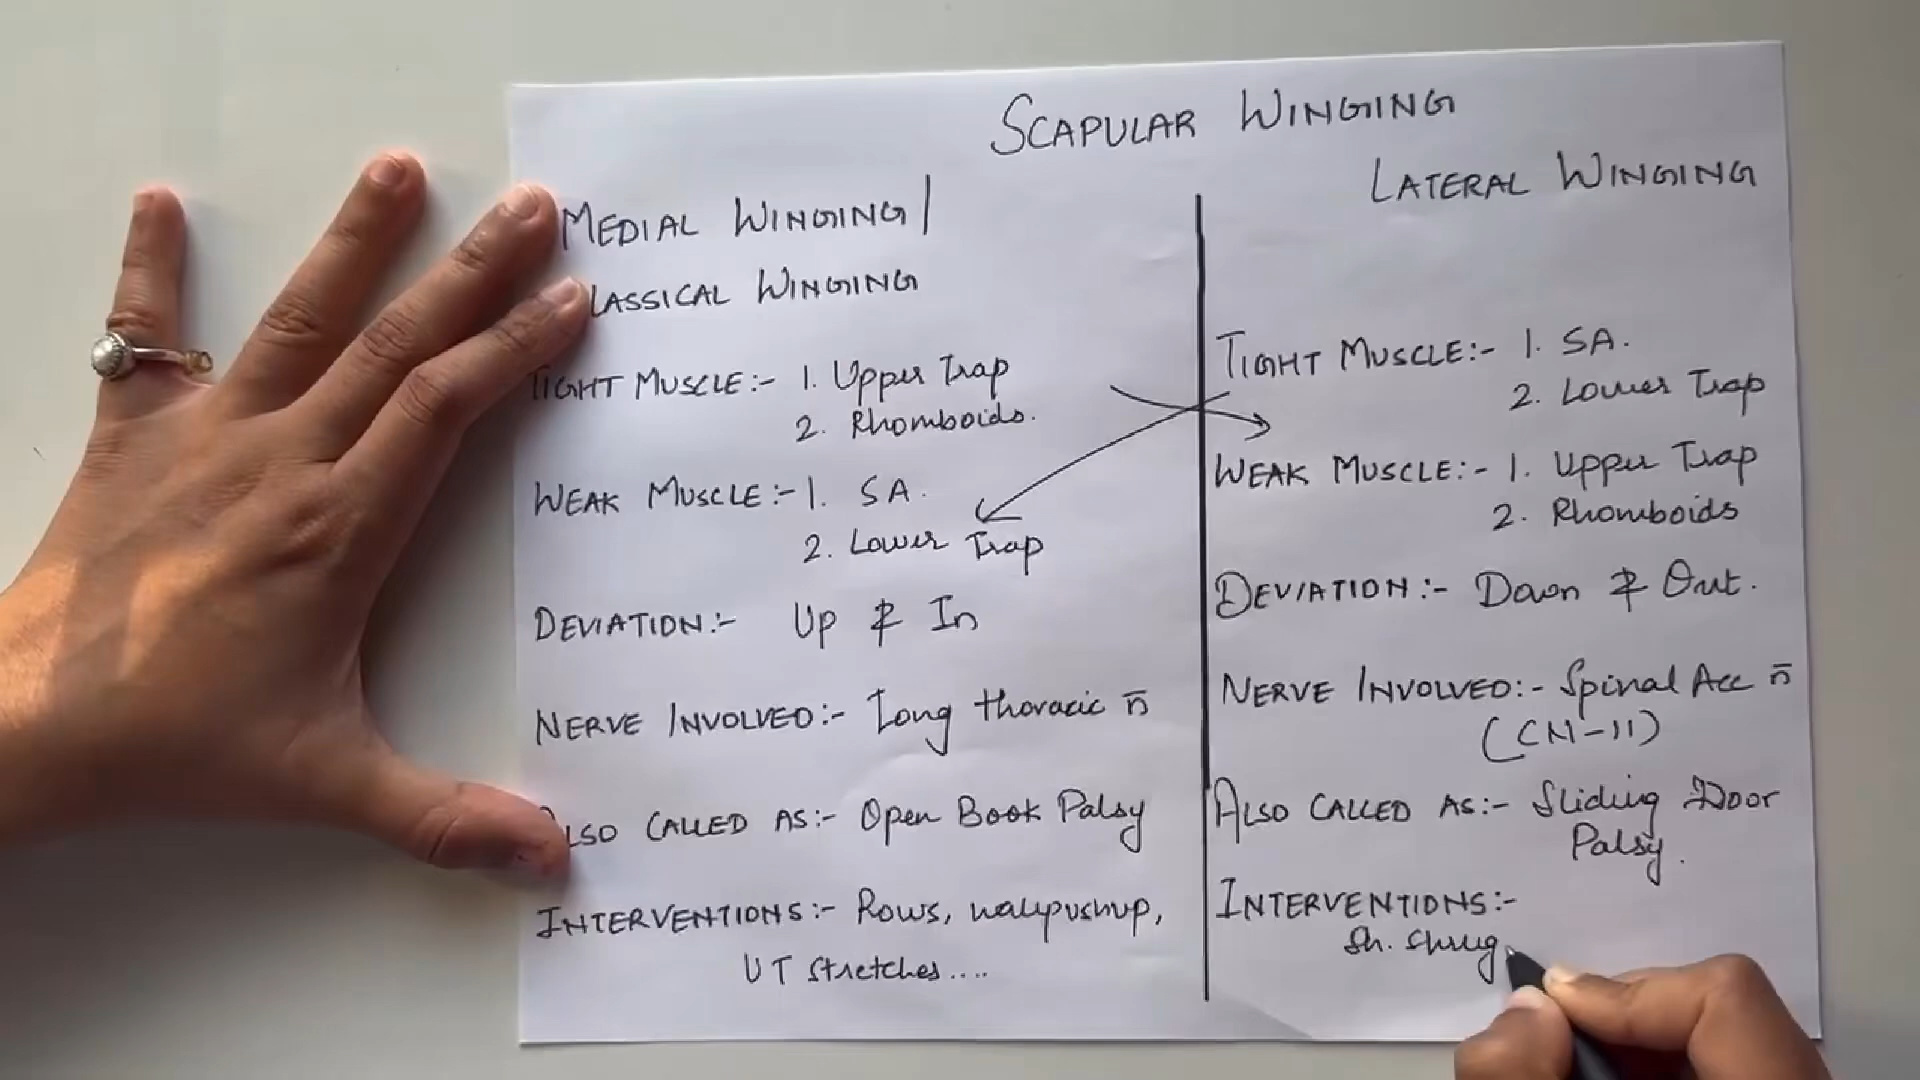 SCAPULAR WINGING
MEDIAL WINGING /
LASSICAL WINGING
TIGHT MUSCLE:- 1. Upper Trap
2. Rhomboids.
WEAK MUSCLE:- 1. SA.
2. Lower Trap
DEVIATION:- Up & In
NERVE INVOLVED:- Long thoracic n̄
ALSO CALLED AS:- Open Book Palsy
INTERVENTIONS:- Rows, wallpushup,
UT stretches....
LATERAL WINGING
TIGHT MUSCLE:- 1. SA.
2. Lower Trap
WEAK MUSCLE:- 1. Upper Trap
2. Rhomboids
DEVIATION:- Down & Out.
NERVE INVOLVED:- Spinal Acc n̄
(CN-11)
ALSO CALLED AS:- Sliding Door
Palsy.
INTERVENTIONS:-
Sh. Shrug